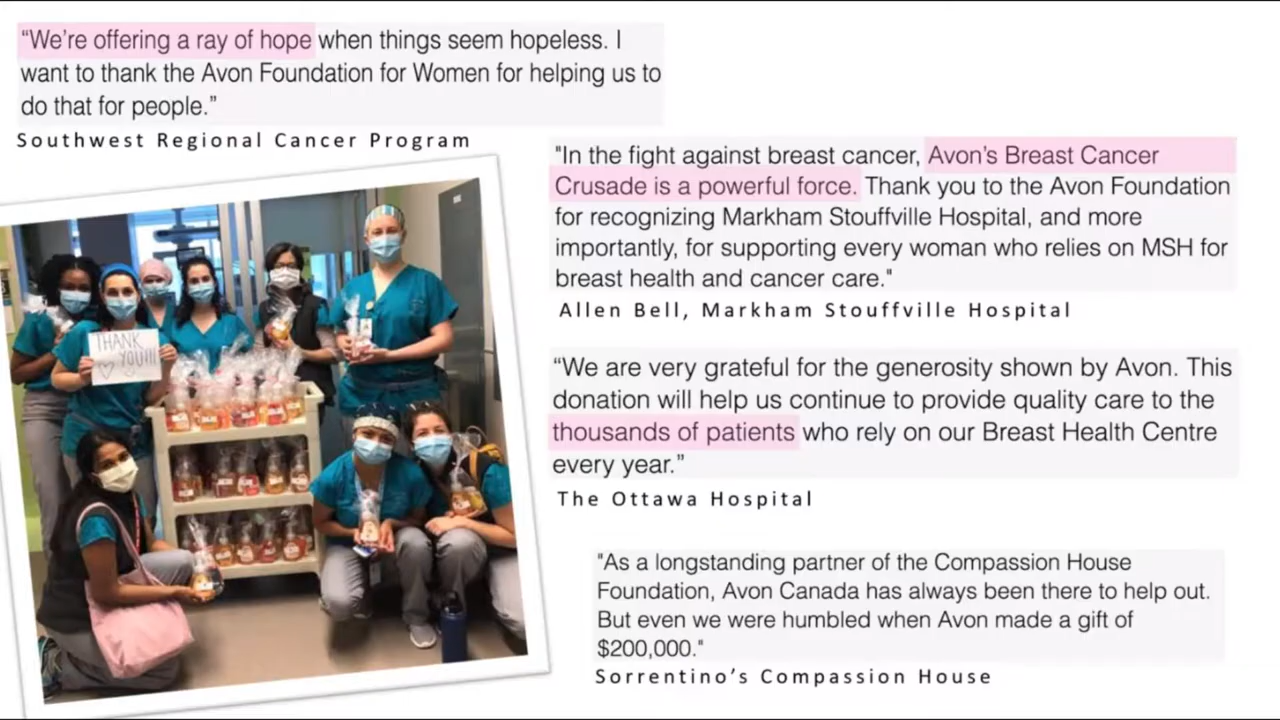 “We’re offering a ray of hope when things seem hopeless. I
want to thank the Avon Foundation for Women for helping us to
do that for people.”
Southwest Regional Cancer Program
"In the fight against breast cancer, Avon’s Breast Cancer
Crusade is a powerful force. Thank you to the Avon Foundation
for recognizing Markham Stouffville Hospital, and more
importantly, for supporting every woman who relies on MSH for
breast health and cancer care."
Allen Bell, Markham Stouffville Hospital
THANK
YOU!!!
“We are very grateful for the generosity shown by Avon. This
donation will help us continue to provide quality care to the
thousands of patients who rely on our Breast Health Centre
every year.”
The Ottawa Hospital
"As a longstanding partner of the Compassion House
Foundation, Avon Canada has always been there to help out.
But even we were humbled when Avon made a gift of
$200,000."
Sorrentino’s Compassion House